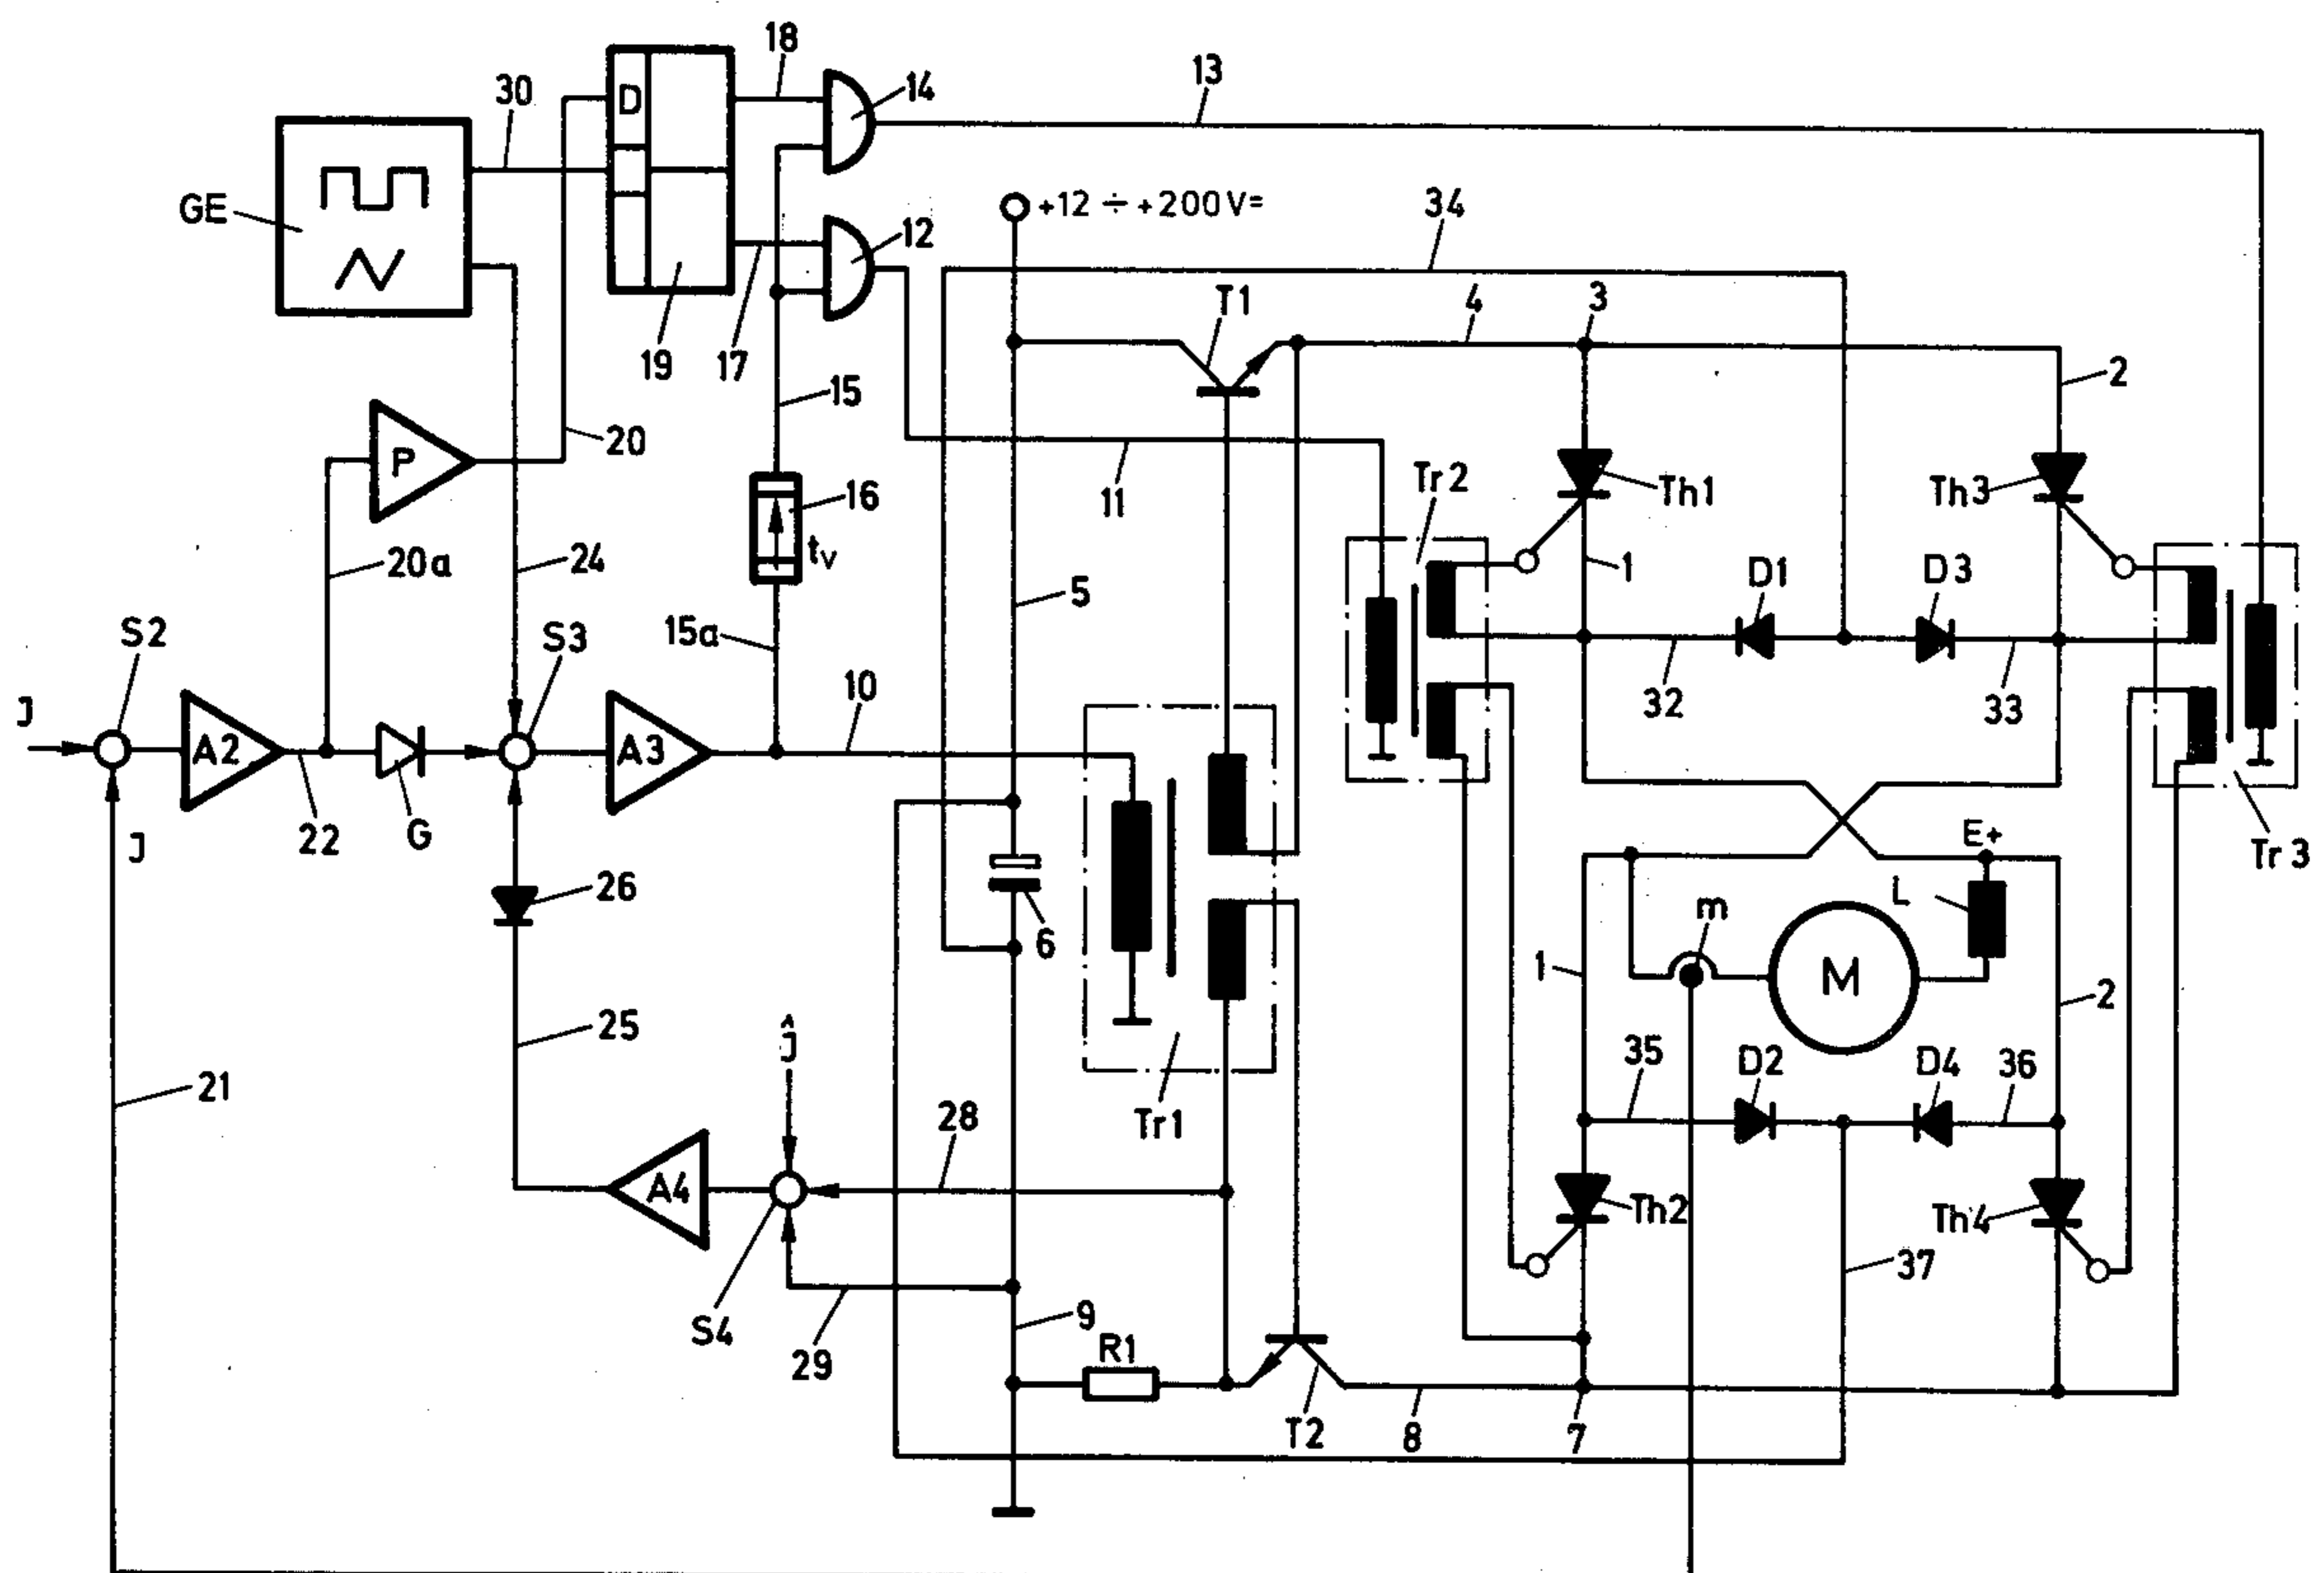 18
14
13
30
D
GE
+12 ÷ +200V=
12
34
T1
4
3
19
17
2
15
20
P
11
Tr2
16
Th1
Th3
tv
20a
24
5
1
D1
D3
S2
S3
15a
10
32
33
J
A2
A3
J
22
G
E+
Tr3
26
L
m
6
1
M
2
25
Ĵ
35
D2
D4
36
21
28
Tr1
A4
Th2
Th4
37
S4
9
29
R1
T2
8
7